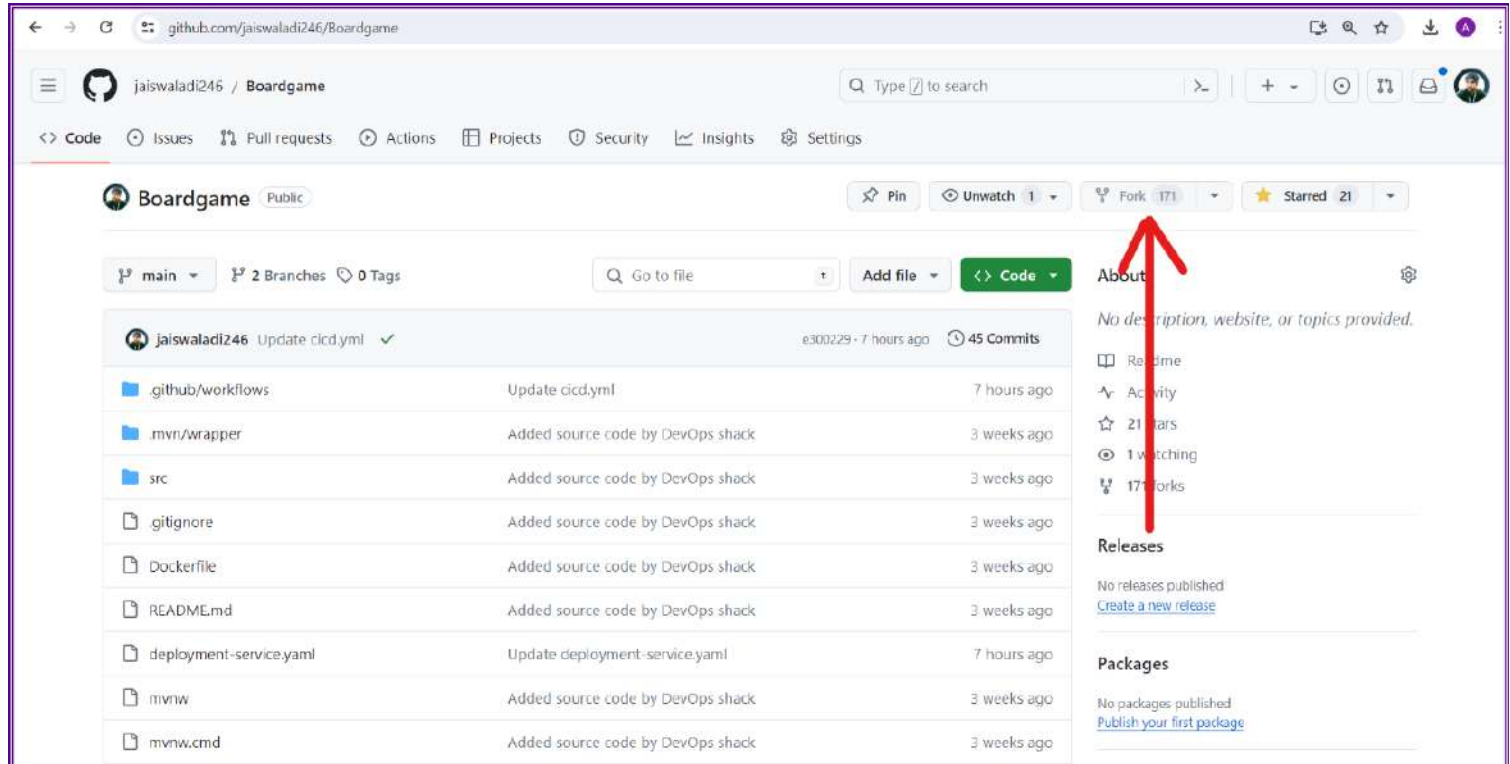 github.com/jaiswaladi246/Boardgame
A
jaiswaladi246 / Boardgame
Type / to search
<> Code Issues Pull requests Actions Projects Security Insights Settings
Boardgame Public
Pin Unwatch 1 Fork 171 Starred 21
main 2 Branches 0 Tags
Go to file t Add file <> Code
jaiswaladi246 Update cicd.yml e300229 · 7 hours ago 45 Commits
.github/workflows Update cicd.yml 7 hours ago
.mvn/wrapper Added source code by DevOps shack 3 weeks ago
src Added source code by DevOps shack 3 weeks ago
.gitignore Added source code by DevOps shack 3 weeks ago
Dockerfile Added source code by DevOps shack 3 weeks ago
README.md Added source code by DevOps shack 3 weeks ago
deployment-service.yaml Update deployment-service.yaml 7 hours ago
mvnw Added source code by DevOps shack 3 weeks ago
mvnw.cmd Added source code by DevOps shack 3 weeks ago
About
No description, website, or topics provided.
Readme
Activity
21 stars
1 watching
171 forks
Releases
No releases published
Create a new release
Packages
No packages published
Publish your first package